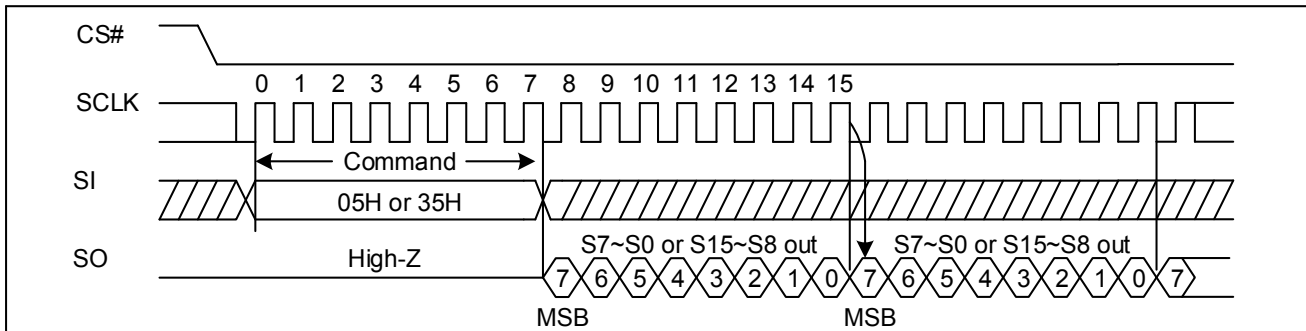 CS#
0 1 2 3 4 5 6 7 8 9 10 11 12 13 14 15
SCLK
Command
SI
05H or 35H
S7~S0 or S15~S8 out S7~S0 or S15~S8 out
SO High-Z
7 6 5 4 3 2 1 0 7 6 5 4 3 2 1 0 7
MSB MSB